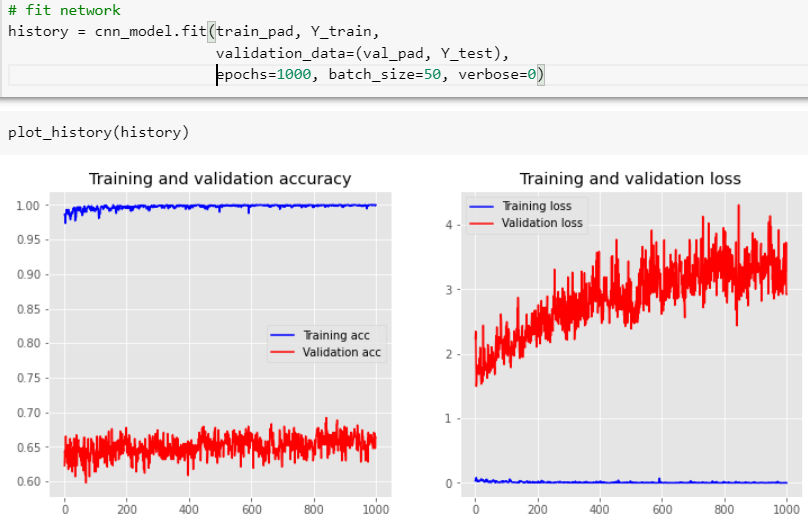 # fit network
history = cnn_model.fit(train_pad, Y_train,
validation_data=(val_pad, Y_test),
epochs=1000, batch_size=50, verbose=0)
plot_history(history)
Training and validation accuracy
1.00
0.95
0.90
0.85
0.80
0.75
0.70
0.65
0.60
Training acc
Validation acc
0 200 400 600 800 1000
Training and validation loss
Training loss
Validation loss
4
3
2
1
0
0 200 400 600 800 1000